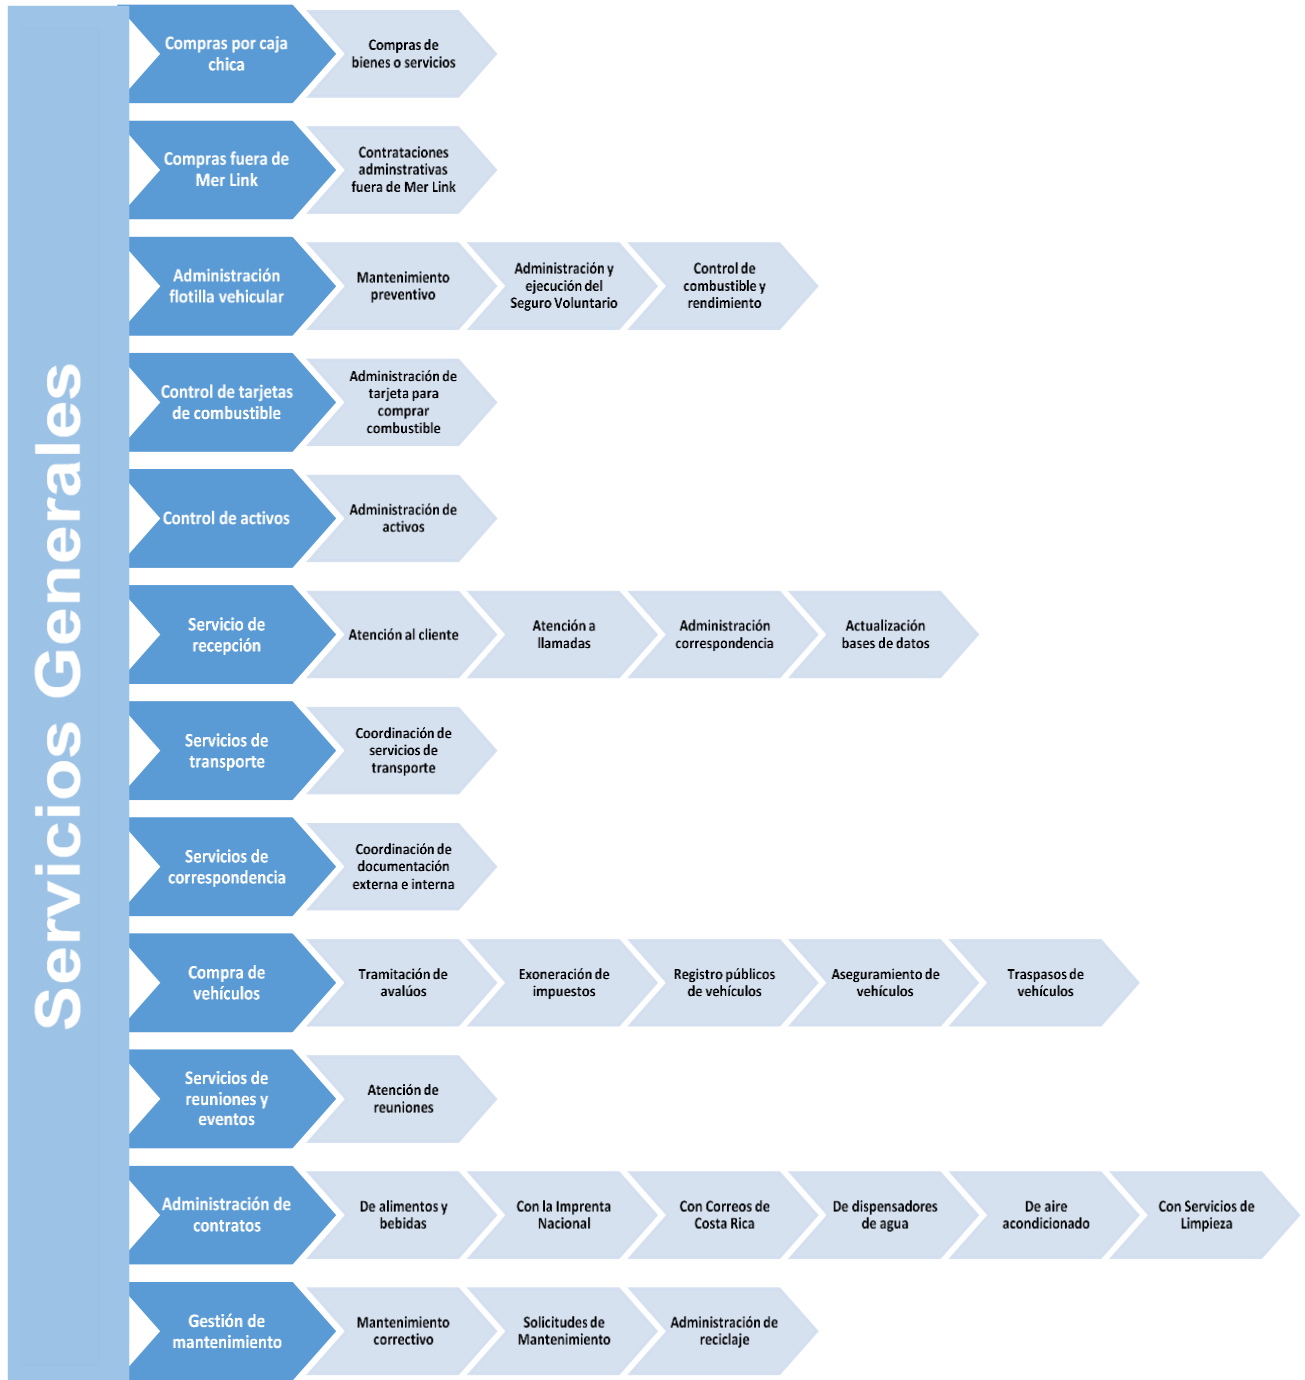 Servicios Generales
Compras por caja
chica
Compras de
bienes o servicios
Compras fuera de
Mer Link
Contrataciones
adminstrativas
fuera de Mer Link
Administración
flotilla vehicular
Mantenimiento
preventivo
Administración y
ejecución del
Seguro Voluntario
Control de
combustible y
rendimiento
Control de tarjetas
de combustible
Administración de
tarjeta para
comprar
combustible
Control de activos
Administración de
activos
Servicio de
recepción
Atención al cliente
Atención a
llamadas
Administración
correspondencia
Actualización
bases de datos
Servicios de
transporte
Coordinación de
servicios de
transporte
Servicios de
correspondencia
Coordinación de
documentación
externa e interna
Compra de
vehículos
Tramitación de
avalúos
Exoneración de
impuestos
Registro públicos
de vehículos
Aseguramiento de
vehículos
Traspasos de
vehículos
Servicios de
reuniones y
eventos
Atención de
reuniones
Administración de
contratos
De alimentos y
bebidas
Con la Imprenta
Nacional
Con Correos de
Costa Rica
De dispensadores
de agua
De aire
acondicionado
Con Servicios de
Limpieza
Gestión de
mantenimiento
Mantenimiento
correctivo
Solicitudes de
Mantenimiento
Administración de
reciclaje